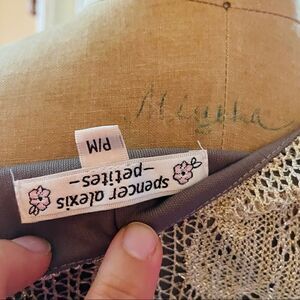 P/M
spencer alexis
-petites-